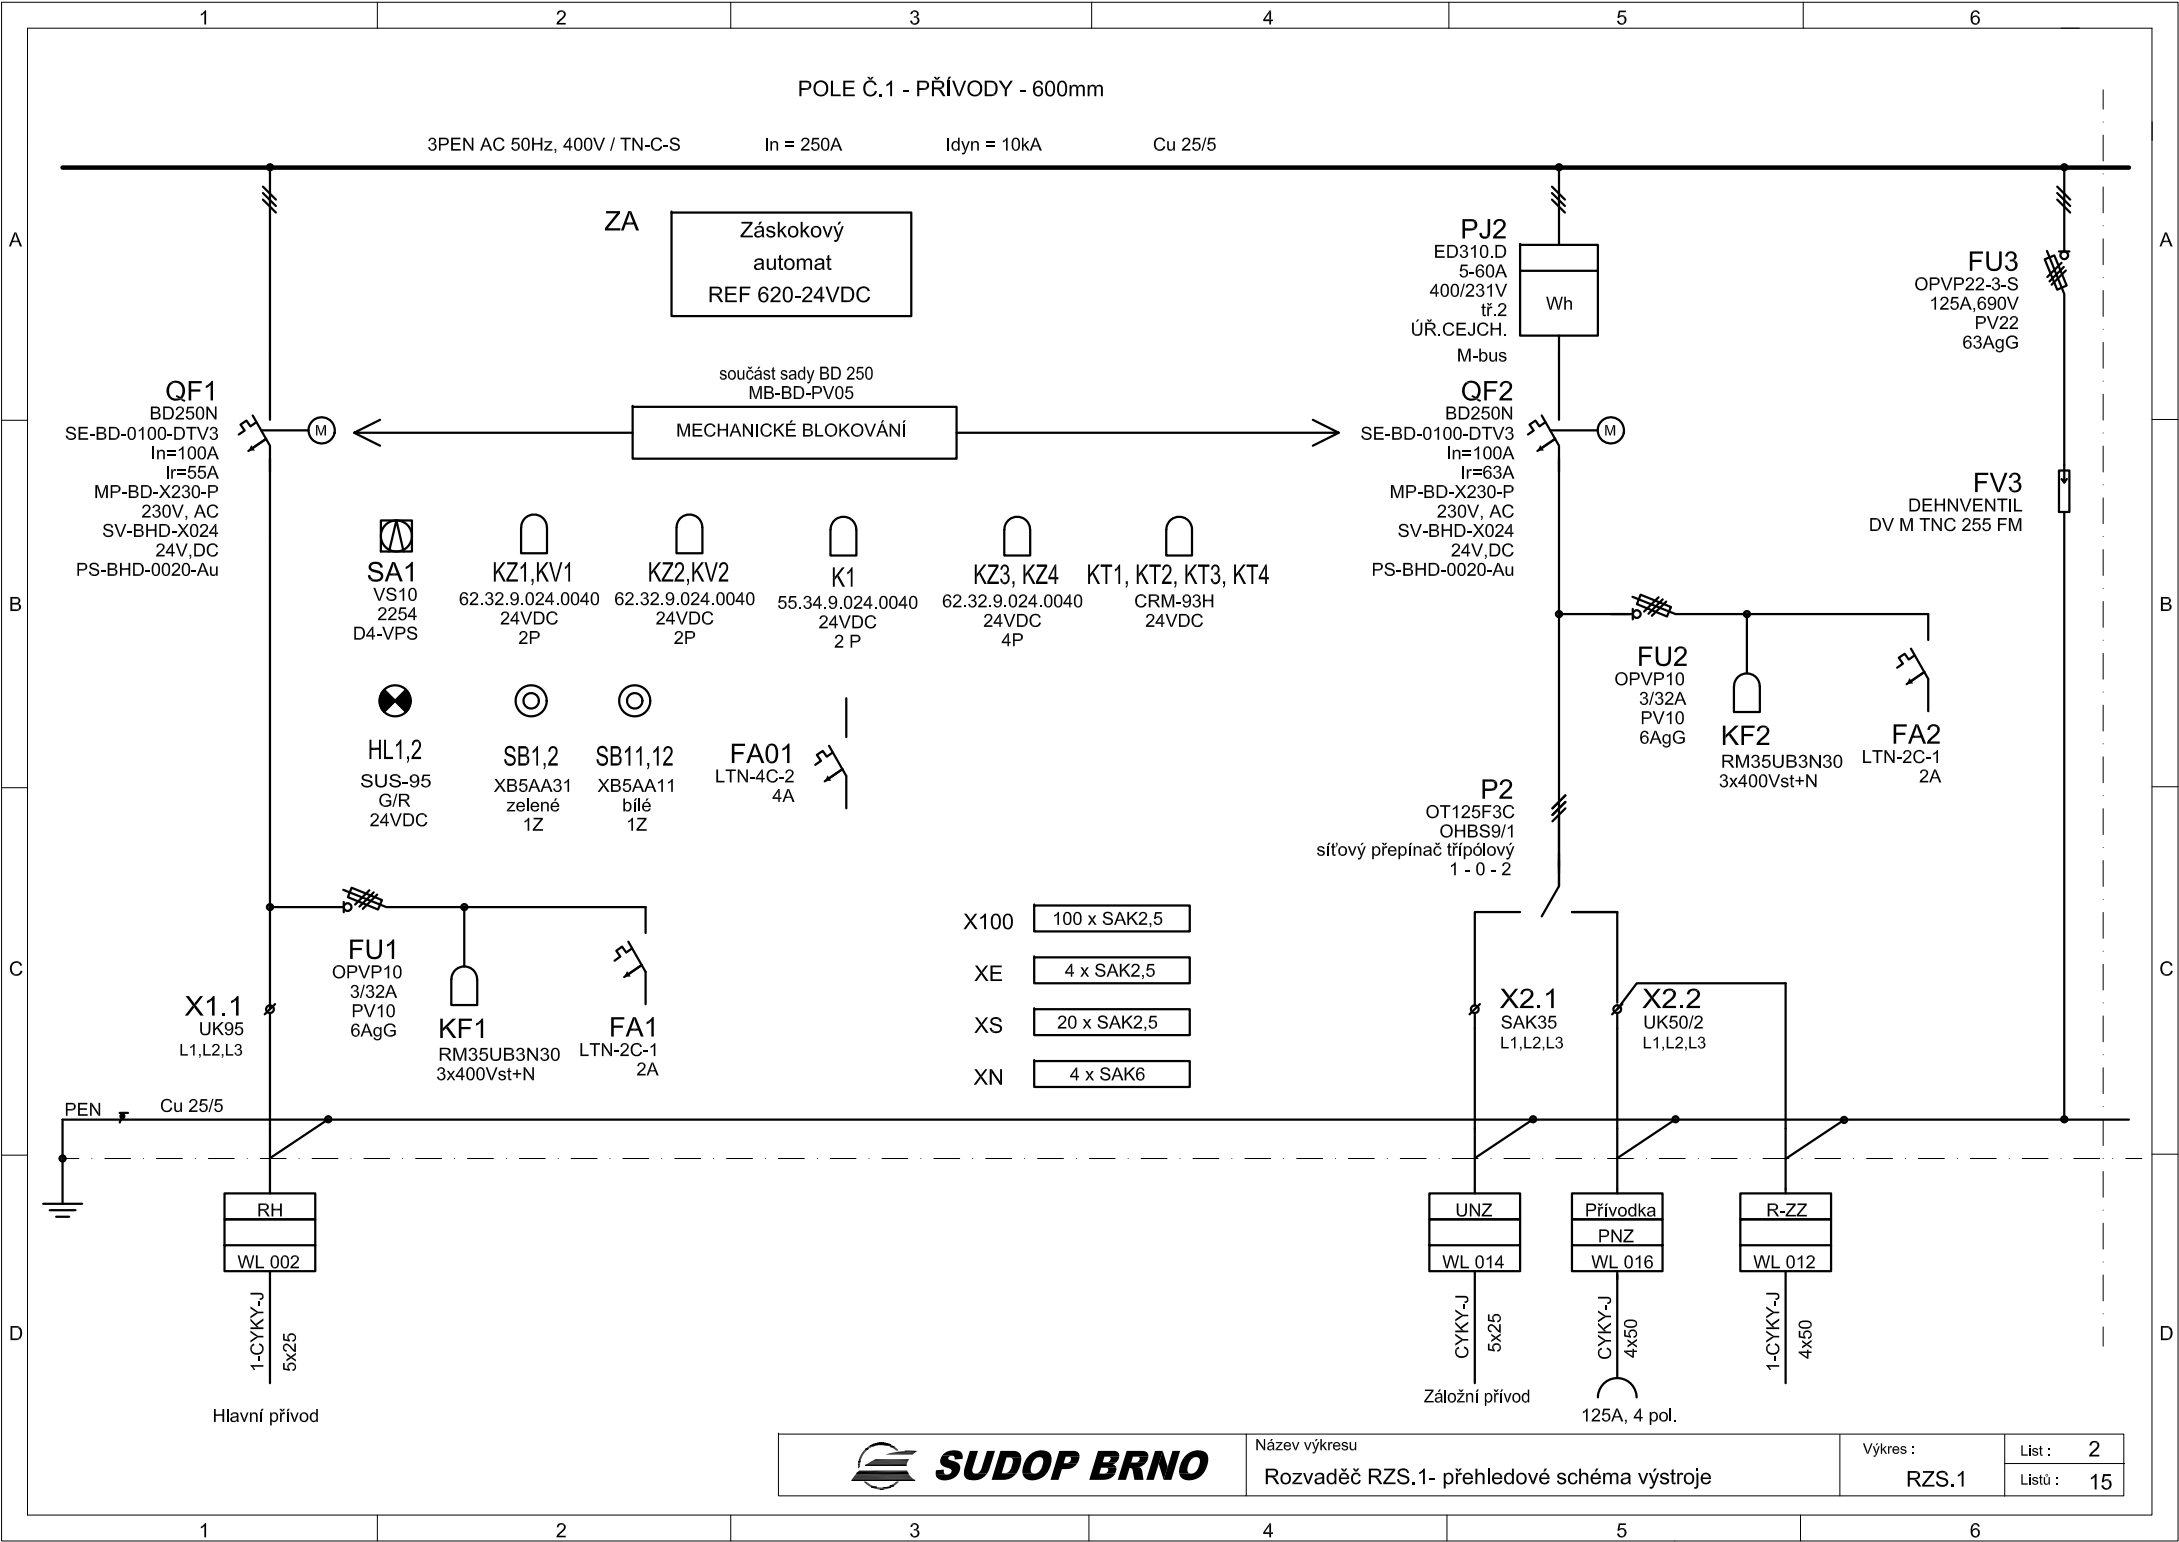 1 2 3 4 5 6
POLE Č.1 - PŘÍVODY - 600mm
3PEN AC 50Hz, 400V / TN-C-S In = 250A Idyn = 10kA Cu 25/5
A
A
ZA
Záskokový
automat
REF 620-24VDC
PJ2
ED310.D
5-60A
400/231V
tř.2
ÚŘ.CEJCH.
M-bus
Wh
FU3
OPVP22-3-S
125A,690V
PV22
63AgG
součást sady BD 250
MB-BD-PV05
MECHANICKÉ BLOKOVÁNÍ
QF1
BD250N
SE-BD-0100-DTV3
In=100A
Ir=55A
MP-BD-X230-P
230V, AC
SV-BHD-X024
24V,DC
PS-BHD-0020-Au
M
QF2
BD250N
SE-BD-0100-DTV3
In=100A
Ir=63A
MP-BD-X230-P
230V, AC
SV-BHD-X024
24V,DC
PS-BHD-0020-Au
M
FV3
DEHNVENTIL
DV M TNC 255 FM
B
B
SA1
VS10
2254
D4-VPS
KZ1,KV1
62.32.9.024.0040
24VDC
2P
KZ2,KV2
62.32.9.024.0040
24VDC
2P
K1
55.34.9.024.0040
24VDC
2 P
KZ3, KZ4
62.32.9.024.0040
24VDC
4P
KT1, KT2, KT3, KT4
CRM-93H
24VDC
FU2
OPVP10
3/32A
PV10
6AgG
KF2
RM35UB3N30
3x400Vst+N
FA2
LTN-2C-1
2A
HL1,2
SUS-95
G/R
24VDC
SB1,2
XB5AA31
zelené
1Z
SB11,12
XB5AA11
bílé
1Z
FA01
LTN-4C-2
4A
P2
OT125F3C
OHBS9/1
síťový přepínač třípólový
1 - 0 - 2
C
C
FU1
OPVP10
3/32A
PV10
6AgG
KF1
RM35UB3N30
3x400Vst+N
FA1
LTN-2C-1
2A
X1.1
UK95
L1,L2,L3
X100 100 x SAK2,5
XE 4 x SAK2,5
XS 20 x SAK2,5
XN 4 x SAK6
X2.1
SAK35
L1,L2,L3
X2.2
UK50/2
L1,L2,L3
PEN Cu 25/5
D
D
RH
WL 002
1-CYKY-J
5x25
Hlavní přívod
UNZ
WL 014
CYKY-J
5x25
Záložní přívod
Přívodka
PNZ
WL 016
CYKY-J
4x50
125A, 4 pol.
R-ZZ
WL 012
1-CYKY-J
4x50
SUDOP BRNO
Název výkresu
Rozvaděč RZS.1- přehledové schéma výstroje
Výkres :
RZS.1
List : 2
Listů : 15
1 2 3 4 5 6